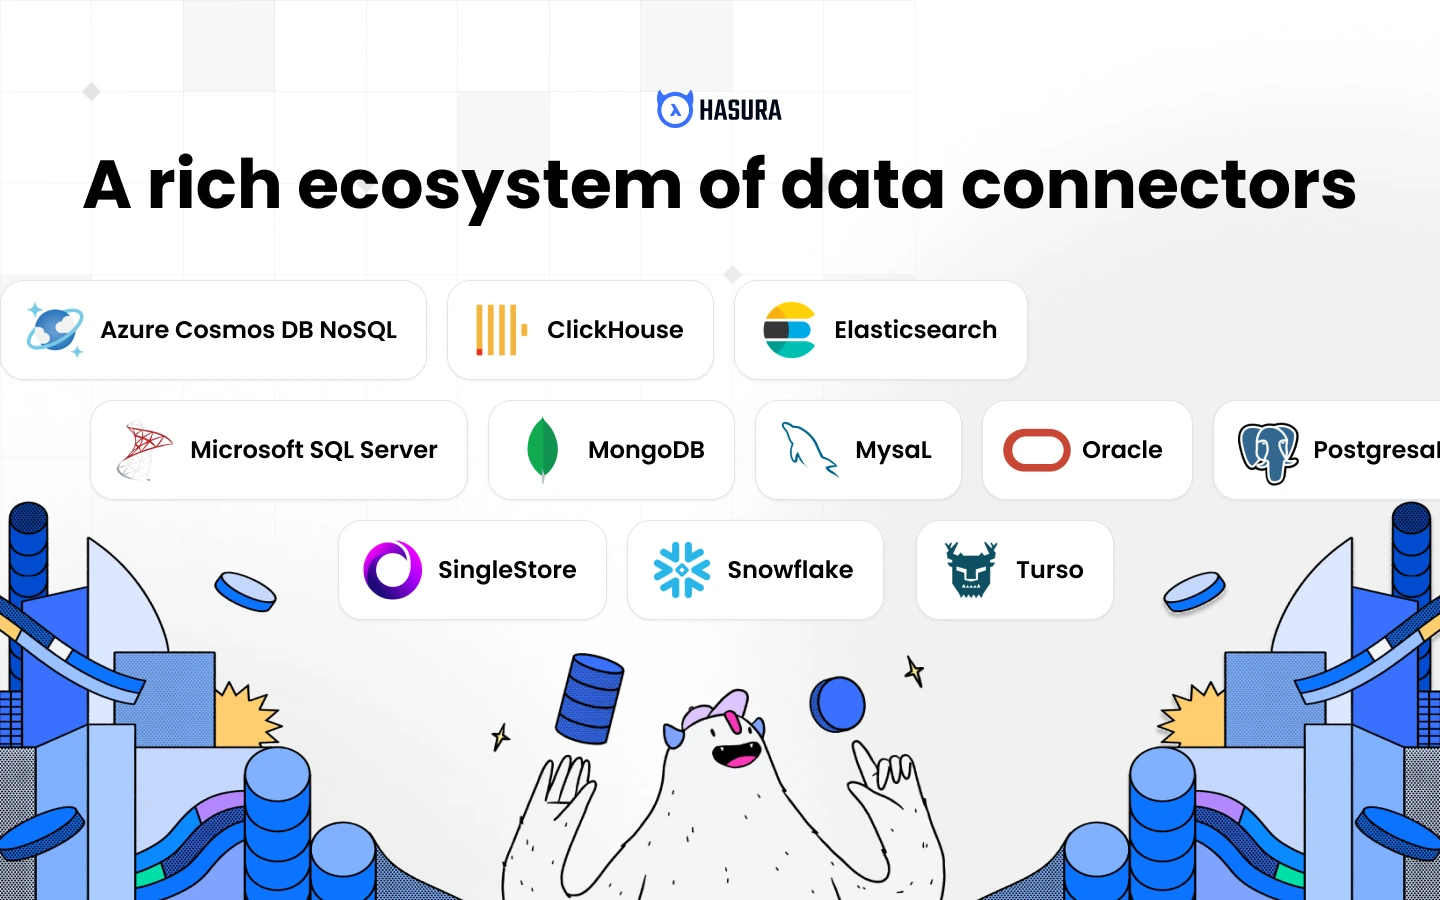 HASURA
A rich ecosystem of data connectors
Azure Cosmos DB NoSQL
ClickHouse
Elasticsearch
Microsoft SQL Server
MongoDB
MysaL
Oracle
Postgresal
SingleStore
Snowflake
Turso